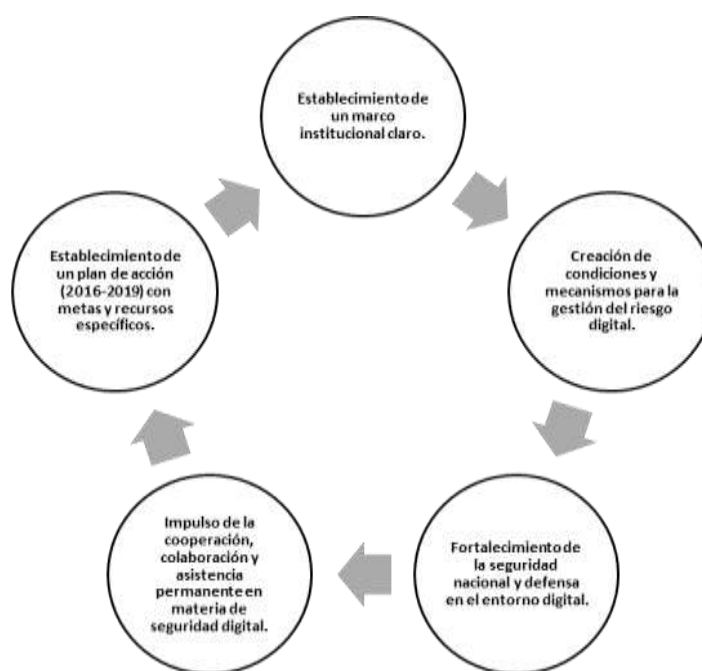 Establecimiento de
un marco
institucional claro.
Creación de
condiciones y
mecanismos para la
gestión del riesgo
digital.
Fortalecimiento de
la seguridad
nacional y defensa
en el entorno digital.
Impulso de la
cooperación,
colaboración y
asistencia
permanente en
materia de
seguridad digital.
Establecimiento de
un plan de acción
(2016-2019) con
metas y recursos
específicos.